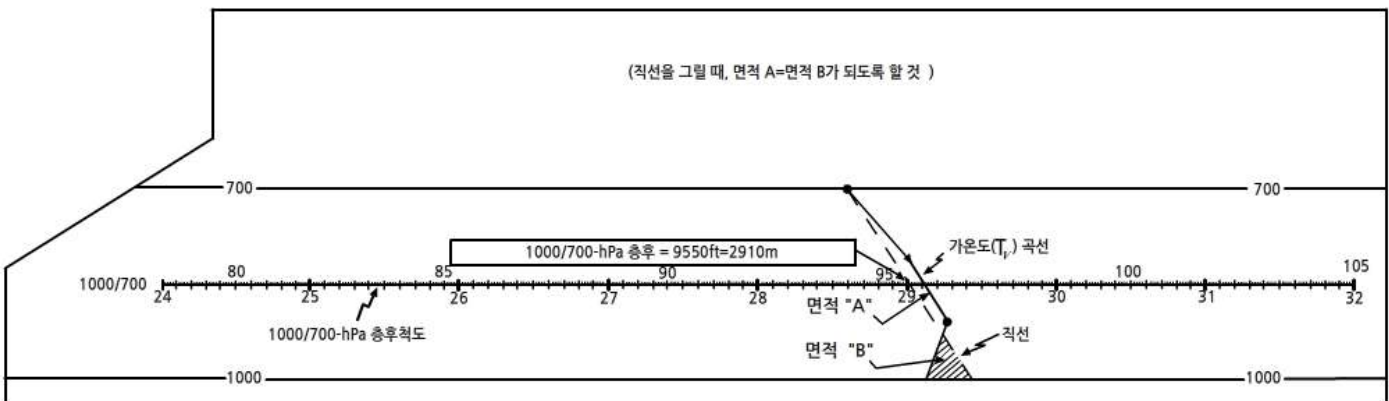 (직선을 그릴 때, 면적 A=면적 B가 되도록 할 것 )
700 700
1000/700-hPa 층후 = 9550ft=2910m
가온도(Tv) 곡선
80 85 90 95 100 105
1000/700
24 25 26 27 28 29 30 31 32
면적 "A"
1000/700-hPa 층후척도
직선
면적 "B"
1000 1000